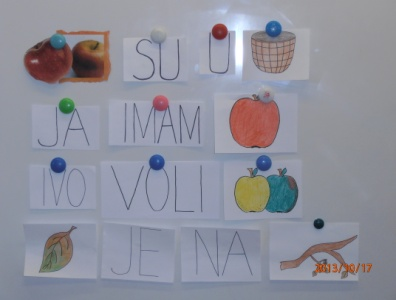 SU U
JA IMAM
IVO VOLI
JE NA
2013/10/17